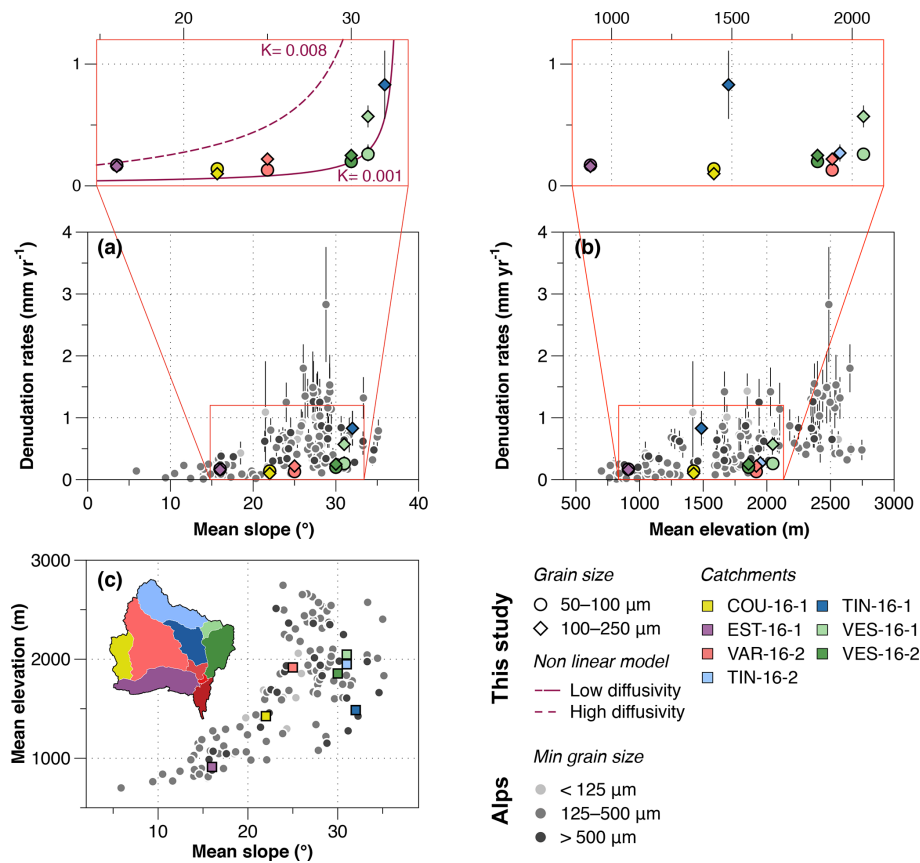 20
30
1000
1500
2000
1
0
K= 0.008
K= 0.001
1
0
4
3
2
1
0
Denudation rates (mm yr⁻¹)
(a)
0
10
20
30
40
Mean slope (°)
4
3
2
1
0
Denudation rates (mm yr⁻¹)
(b)
500
1000
1500
2000
2500
3000
Mean elevation (m)
3000
2000
1000
Mean elevation (m)
(c)
10
20
30
Mean slope (°)
This study
Grain size
50–100 µm
100–250 µm
Non linear model
Low diffusivity
High diffusivity
Catchments
COU-16-1
EST-16-1
VAR-16-2
TIN-16-2
TIN-16-1
VES-16-1
VES-16-2
Alps
Min grain size
< 125 µm
125–500 µm
> 500 µm